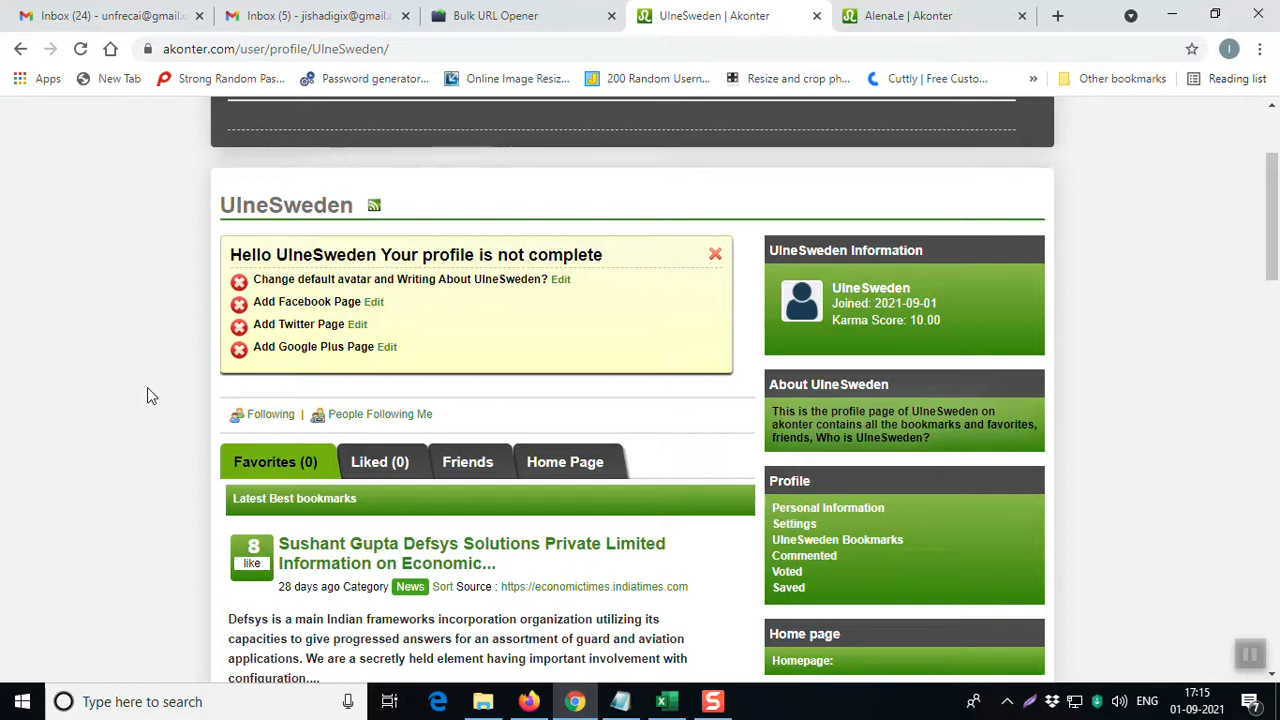 Inbox (24) - unfrecai@gmail.c
Inbox (5) - jishadigix@gmail.c
Bulk URL Opener
UlneSweden | Akonter
AlenaLe | Akonter
akonter.com/user/profile/UlneSweden/
I
Apps
New Tab
Strong Random Pas...
Password generator...
Online Image Resiz...
200 Random Usern...
Resize and crop ph...
Cuttly | Free Custo...
»
Other bookmarks
Reading list
UlneSweden
Hello UlneSweden Your profile is not complete
Change default avatar and Writing About UlneSweden? Edit
Add Facebook Page Edit
Add Twitter Page Edit
Add Google Plus Page Edit
Following | People Following Me
Favorites (0)
Liked (0)
Friends
Home Page
Latest Best bookmarks
8
like
Sushant Gupta Defsys Solutions Private Limited
Information on Economic...
28 days ago Category News Sort Source : https://economictimes.indiatimes.com
Defsys is a main Indian frameworks incorporation organization utilizing its
capacities to give progressed answers for an assortment of guard and aviation
applications. We are a secretly held element having important involvement with
configuration....
UlneSweden Information
UlneSweden
Joined: 2021-09-01
Karma Score: 10.00
About UlneSweden
This is the profile page of UlneSweden on
akonter contains all the bookmarks and favorites,
friends, Who is UlneSweden?
Profile
Personal Information
Settings
UlneSweden Bookmarks
Commented
Voted
Saved
Home page
Homepage:
Type here to search
ENG
17:15
01-09-2021
7